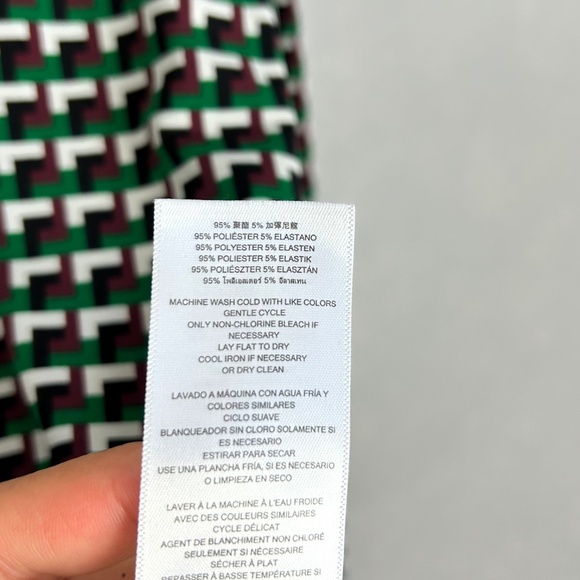 95% 聚酯 5% 加彈尼龍
95% POLIÉSTER 5% ELASTANO
95% POLYESTER 5% ELASTEN
95% POLIESTER 5% ELASTIK
95% POLIÉSZTER 5% ELASZTÁN
95% โพลีเอสเตอร์ 5% อีลาสเทน
MACHINE WASH COLD WITH LIKE COLORS
GENTLE CYCLE
ONLY NON-CHLORINE BLEACH IF
NECESSARY
LAY FLAT TO DRY
COOL IRON IF NECESSARY
OR DRY CLEAN
LAVADO A MÁQUINA CON AGUA FRÍA Y
COLORES SIMILARES
CICLO SUAVE
BLANQUEADOR SIN CLORO SOLAMENTE SI
ES NECESARIO
ESTIRAR PARA SECAR
USE UNA PLANCHA FRÍA, SI ES NECESARIO
O LIMPIEZA EN SECO
LAVER À LA MACHINE À L'EAU FROIDE
AVEC DES COULEURS SIMILAIRES
CYCLE DÉLICAT
AGENT DE BLANCHIMENT NON CHLORÉ
SEULEMENT SI NÉCESSAIRE
SÉCHER À PLAT
REPASSER À BASSE TEMPÉRATURE SI